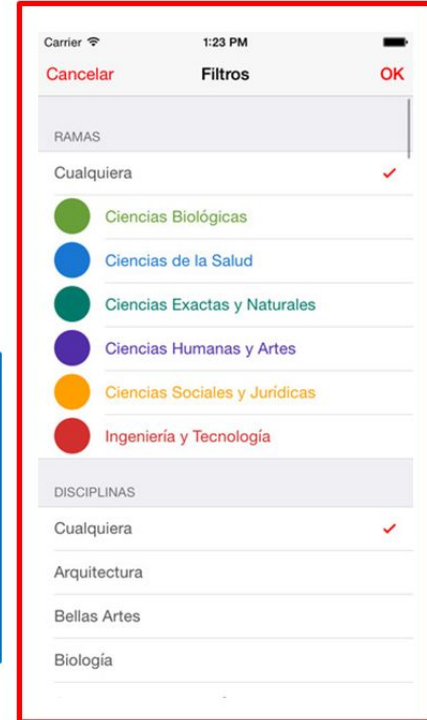 Carrier 1:23 PM
Cancelar Filtros OK
RAMAS
Cualquiera
Ciencias Biológicas
Ciencias de la Salud
Ciencias Exactas y Naturales
Ciencias Humanas y Artes
Ciencias Sociales y Jurídicas
Ingeniería y Tecnología
DISCIPLINAS
Cualquiera
Arquitectura
Bellas Artes
Biología